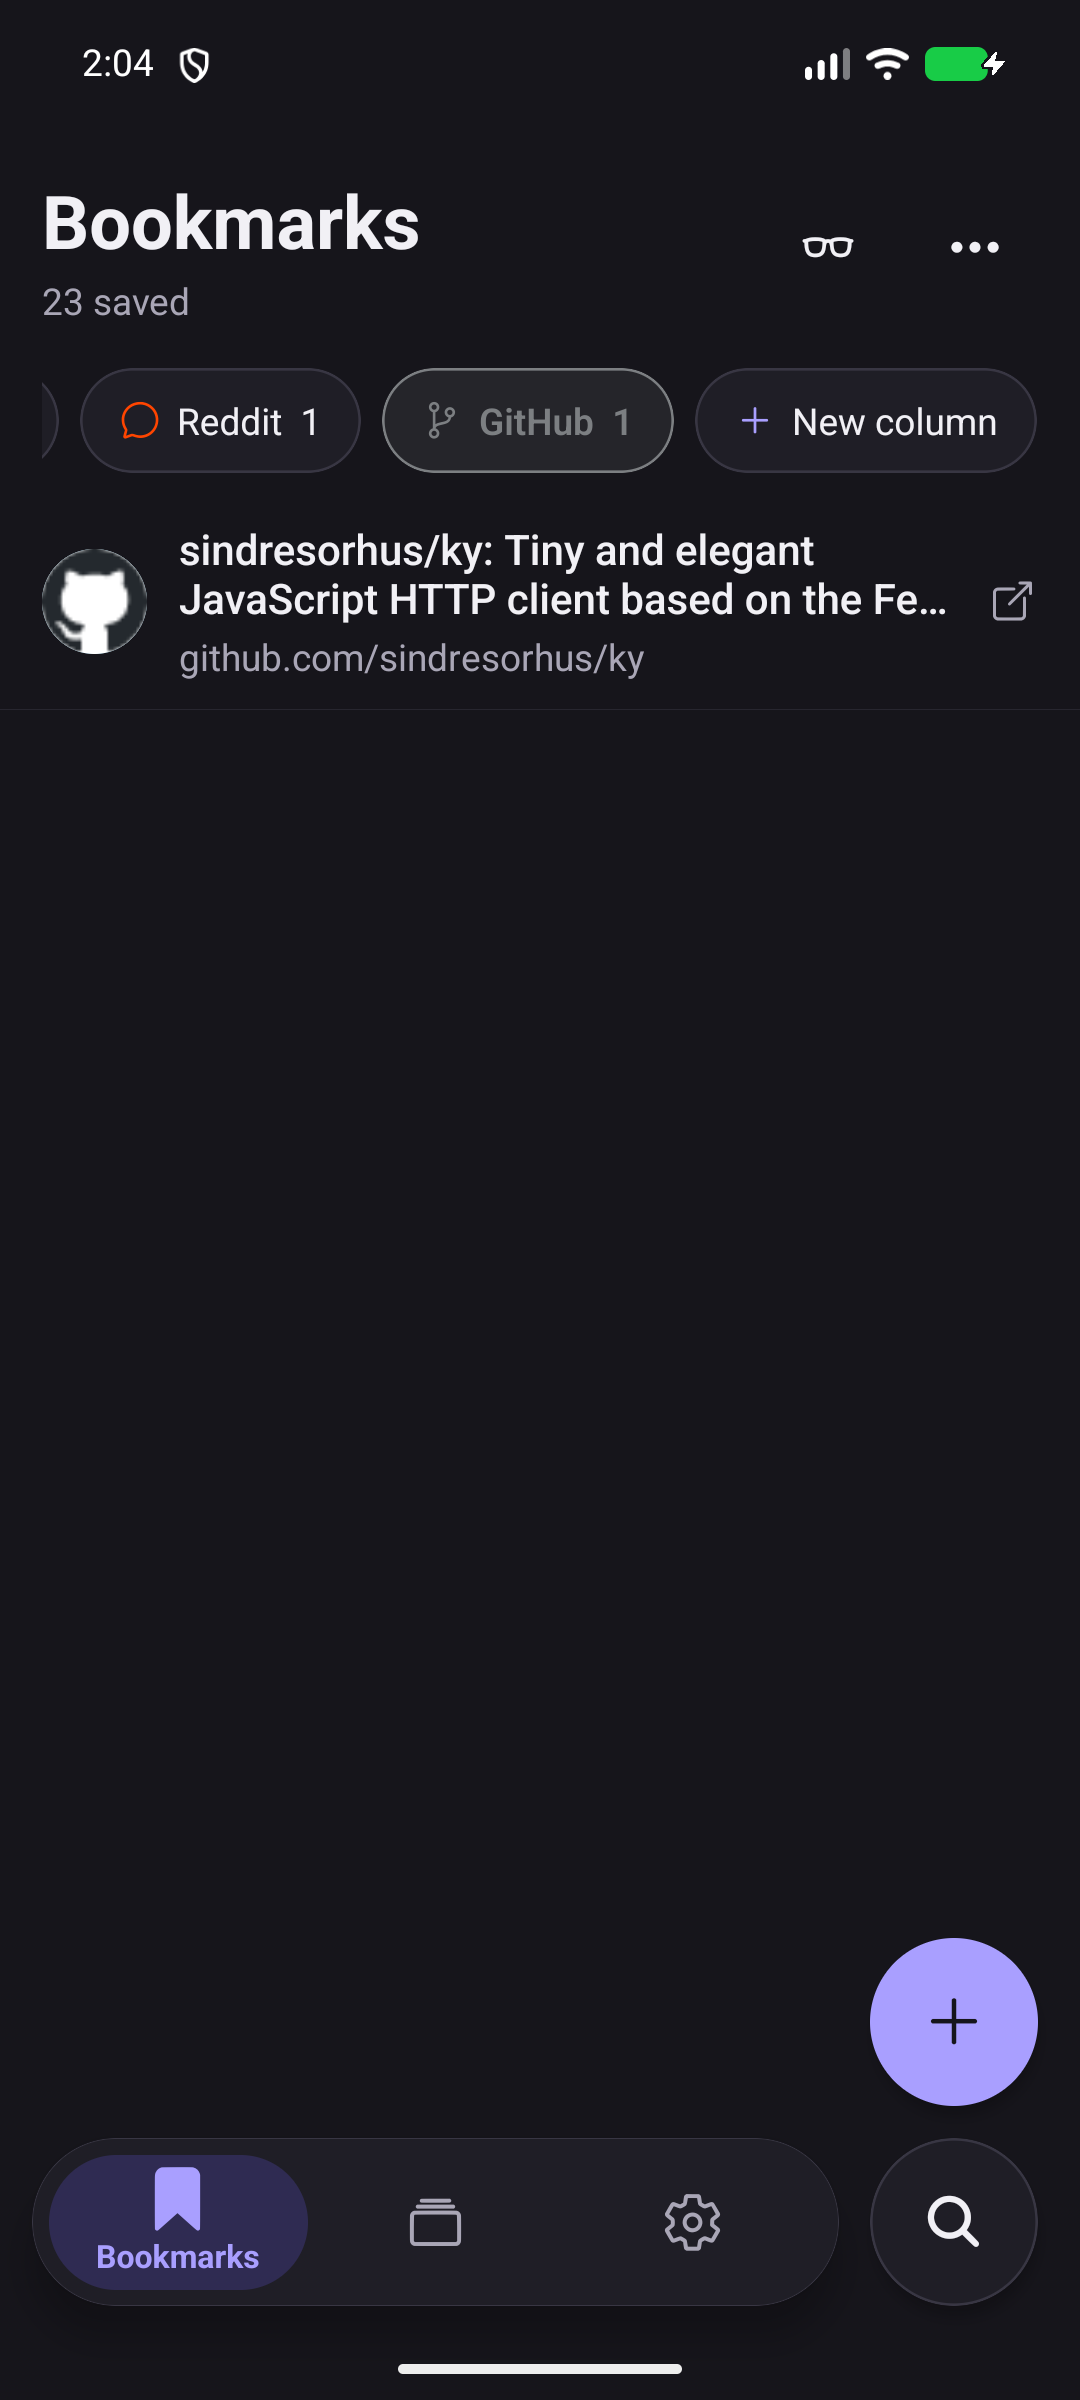 2:04
Bookmarks
23 saved
Reddit 1
GitHub 1
New column
sindresorhus/ky: Tiny and elegant
JavaScript HTTP client based on the Fe...
github.com/sindresorhus/ky
Bookmarks